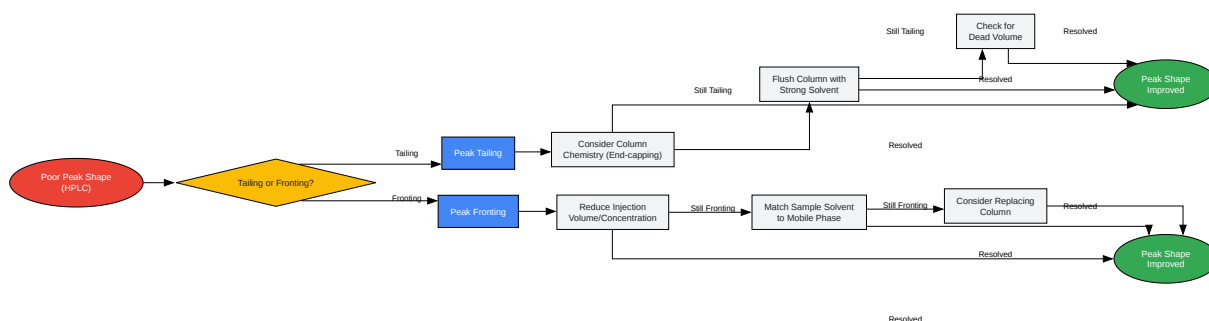 Check for
Dead Volume
Still Tailing
Resolved
Flush Column with
Strong Solvent
Resolved
Peak Shape
Improved
Still Tailing
Consider Column
Chemistry (End-capping)
Resolved
Tailing
Peak Tailing
Poor Peak Shape
(HPLC)
Tailing or Fronting?
Fronting
Peak Fronting
Reduce Injection
Volume/Concentration
Still Fronting
Match Sample Solvent
to Mobile Phase
Still Fronting
Consider Replacing
Column
Resolved
Resolved
Peak Shape
Improved
Resolved